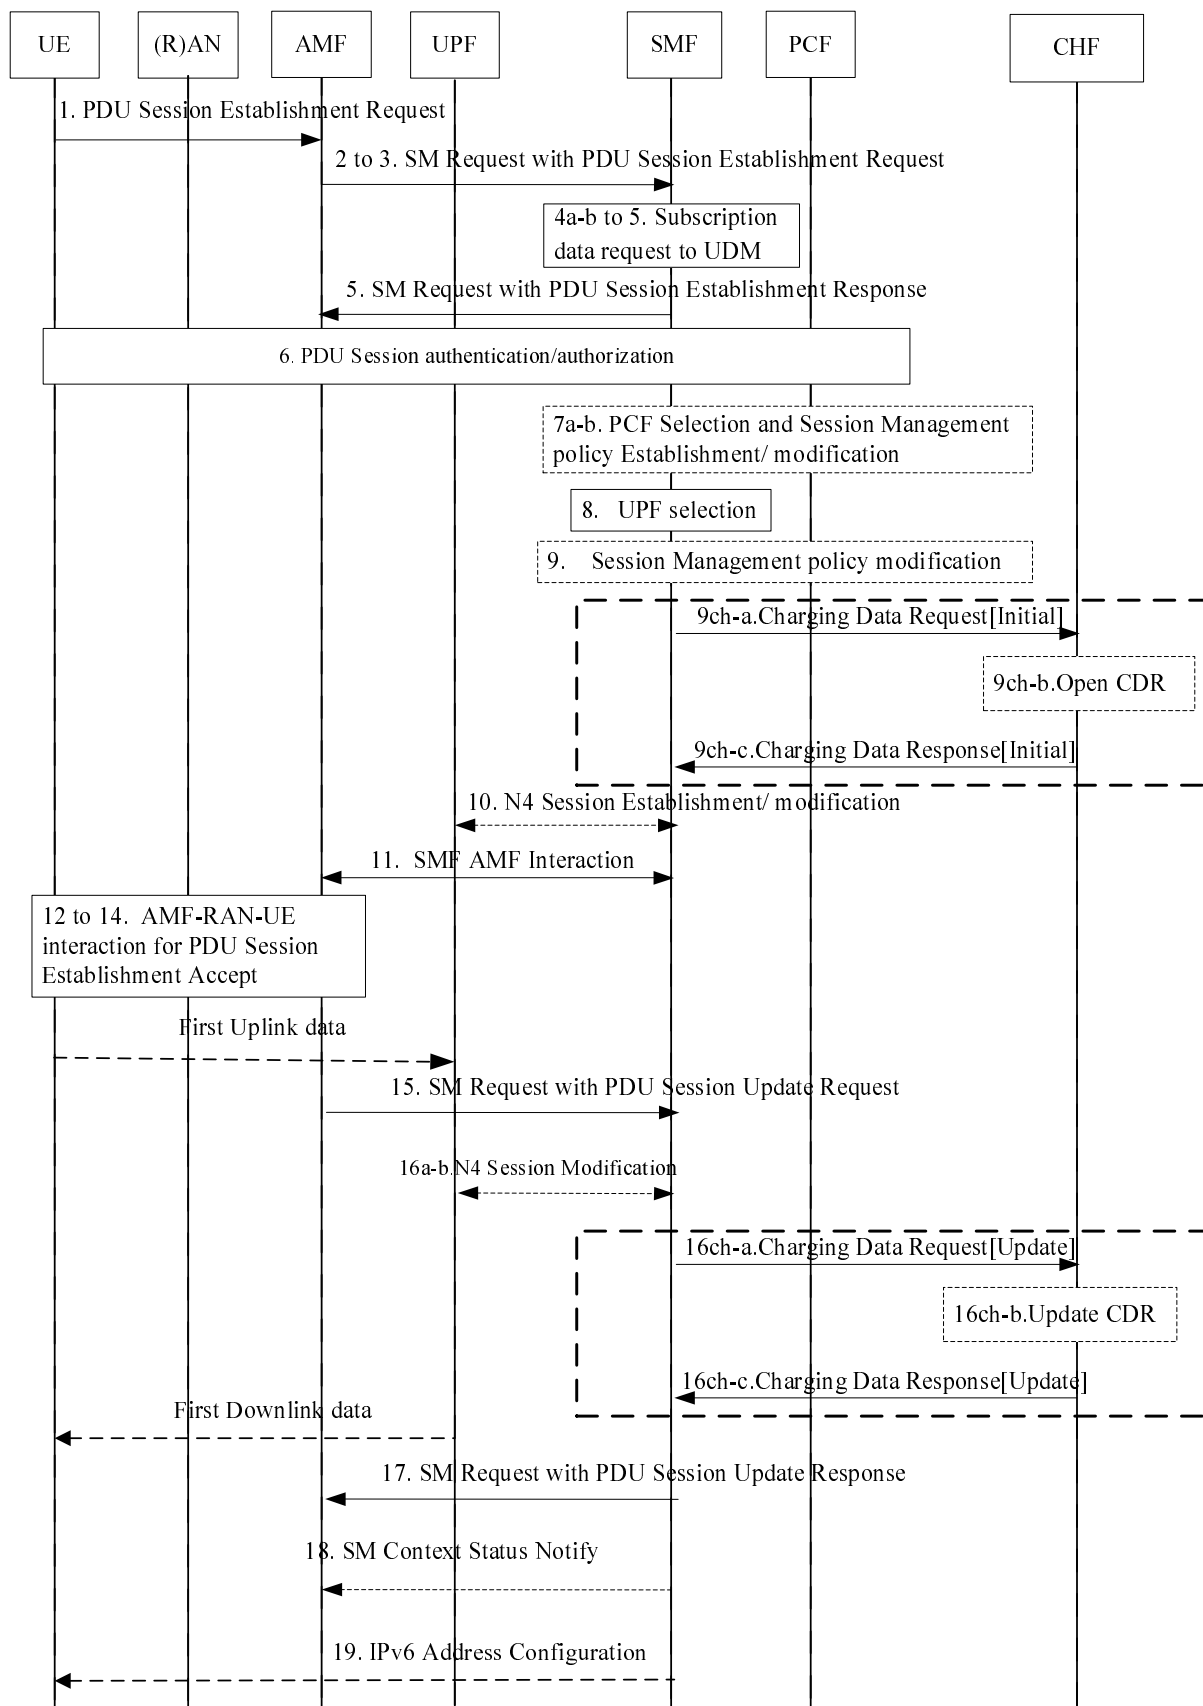 UE
(R)AN
AMF
UPF
SMF
PCF
CHF
1. PDU Session Establishment Request
2 to 3. SM Request with PDU Session Establishment Request
4a-b to 5. Subscription
data request to UDM
5. SM Request with PDU Session Establishment Response
6. PDU Session authentication/authorization
7a-b. PCF Selection and Session Management
policy Establishment/ modification
8. UPF selection
9. Session Management policy modification
9ch-a.Charging Data Request[Initial]
9ch-b.Open CDR
9ch-c.Charging Data Response[Initial]
10. N4 Session Establishment/ modification
11. SMF AMF Interaction
12 to 14. AMF-RAN-UE
interaction for PDU Session
Establishment Accept
First Uplink data
15. SM Request with PDU Session Update Request
16a-b.N4 Session Modification
16ch-a.Charging Data Request[Update]
16ch-b.Update CDR
16ch-c.Charging Data Response[Update]
First Downlink data
17. SM Request with PDU Session Update Response
18. SM Context Status Notify
19. IPv6 Address Configuration